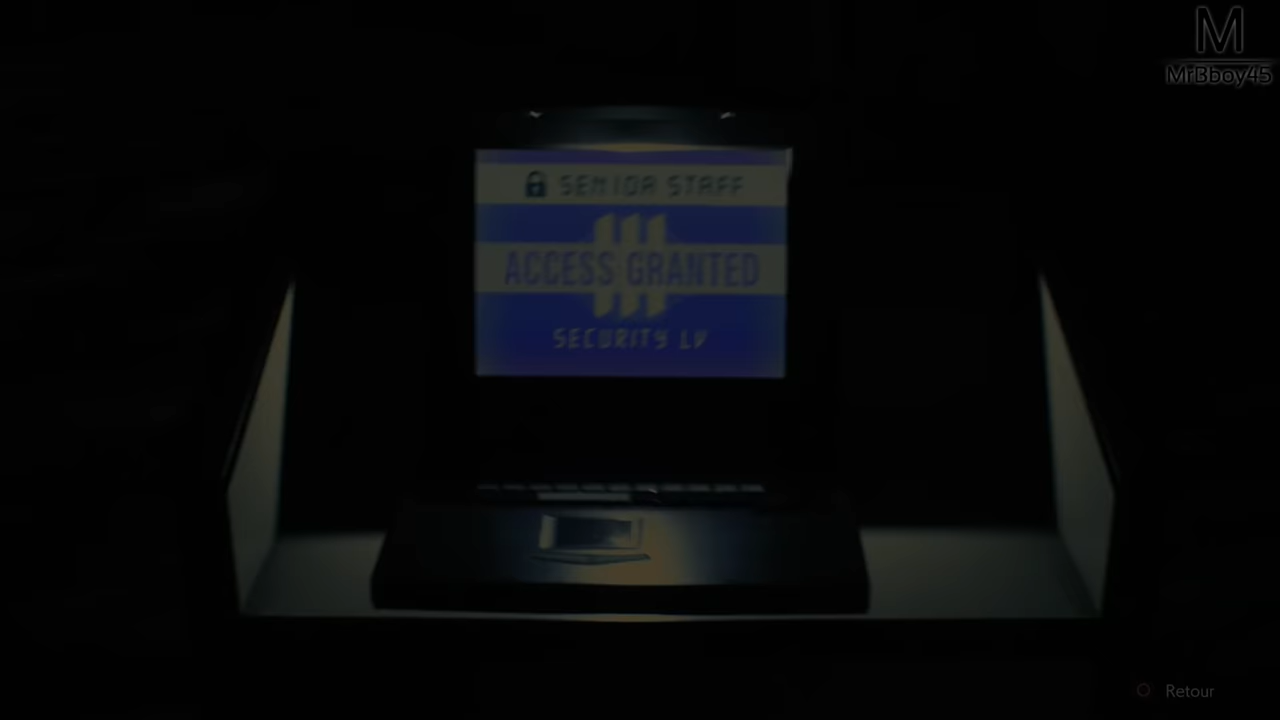 M
MrBboy45
SENIOR STAFF
ACCESS GRANTED
SECURITY LV
Retour